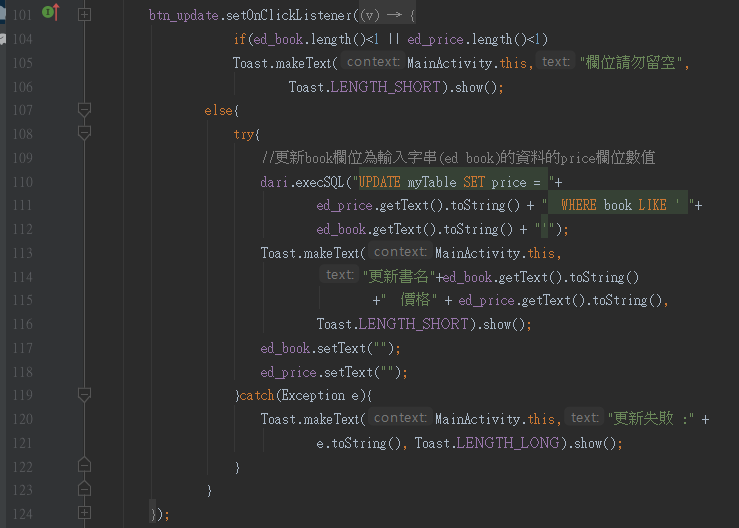 101 btn_update.setOnClickListener((v) → {
104 if(ed_book.length()<1 || ed_price.length()<1)
105 Toast.makeText( context: MainActivity.this, text: "欄位請勿留空",
106 Toast.LENGTH_SHORT).show();
107 else{
108 try{
109 //更新book欄位為輸入字串(ed_book)的資料的price欄位數值
110 dari.execSQL("UPDATE myTable SET price = "+
111 ed_price.getText().toString() + " WHERE book LIKE '"+
112 ed_book.getText().toString() + "'");
113 Toast.makeText( context: MainActivity.this,
114 text: "更新書名"+ed_book.getText().toString()
115 +" 價格" + ed_price.getText().toString(),
116 Toast.LENGTH_SHORT).show();
117 ed_book.setText("");
118 ed_price.setText("");
119 }catch(Exception e){
120 Toast.makeText( context: MainActivity.this, text: "更新失敗 :" +
121 e.toString(), Toast.LENGTH_LONG).show();
122 }
123 }
124 });